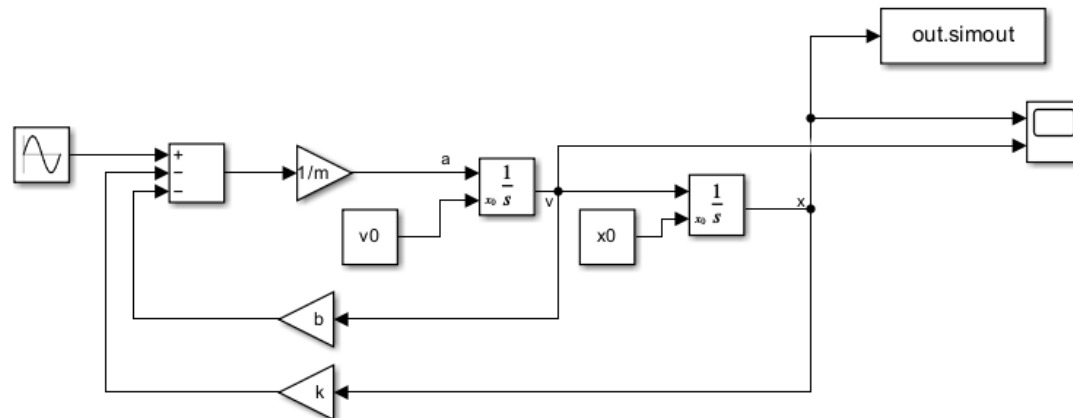 out.simout
+
−
−
1/m
a
1
s
x₀
v
v0
1
s
x₀
x
x0
b
k